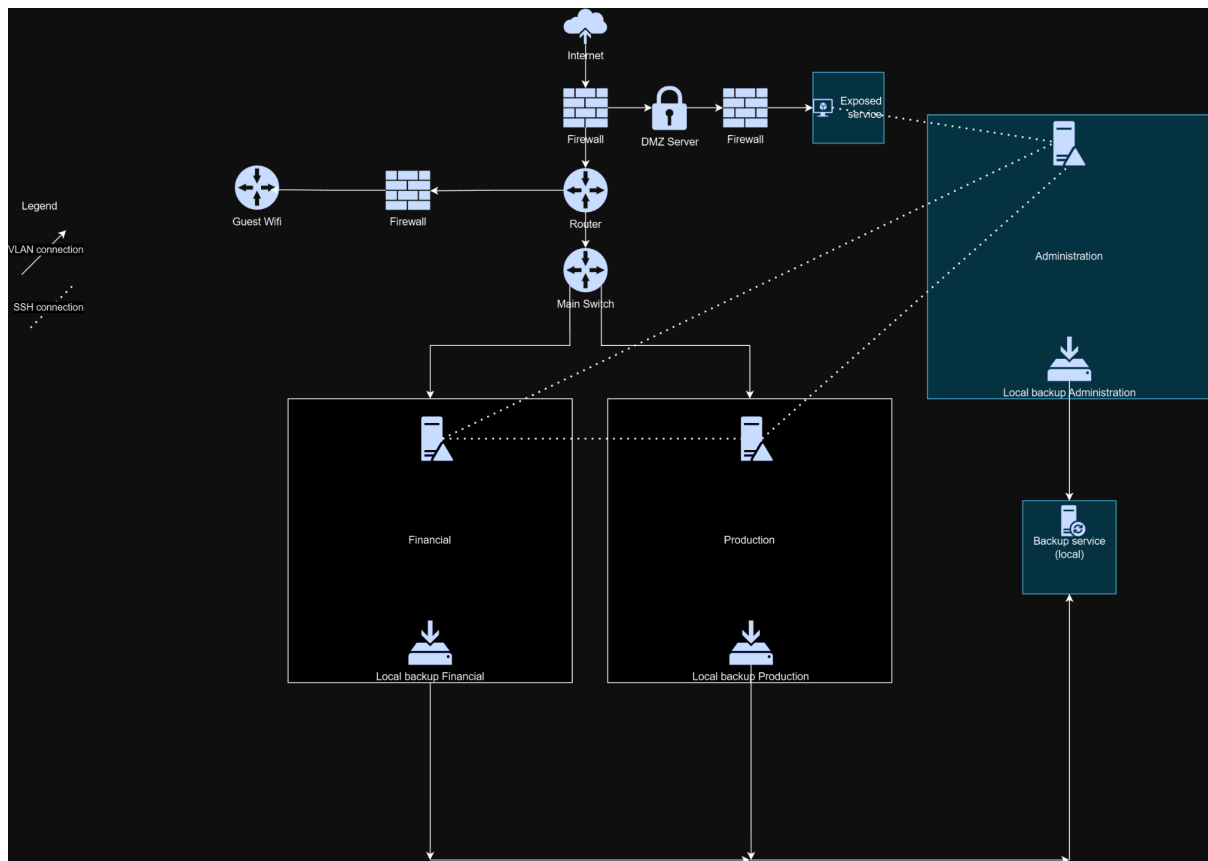 Internet
Firewall
DMZ Server
Firewall
Exposed
service
Guest Wifi
Firewall
Router
Legend
VLAN connection
SSH connection
Main Switch
Administration
Local backup Administration
Financial
Production
Backup service
(local)
Local backup Financial
Local backup Production